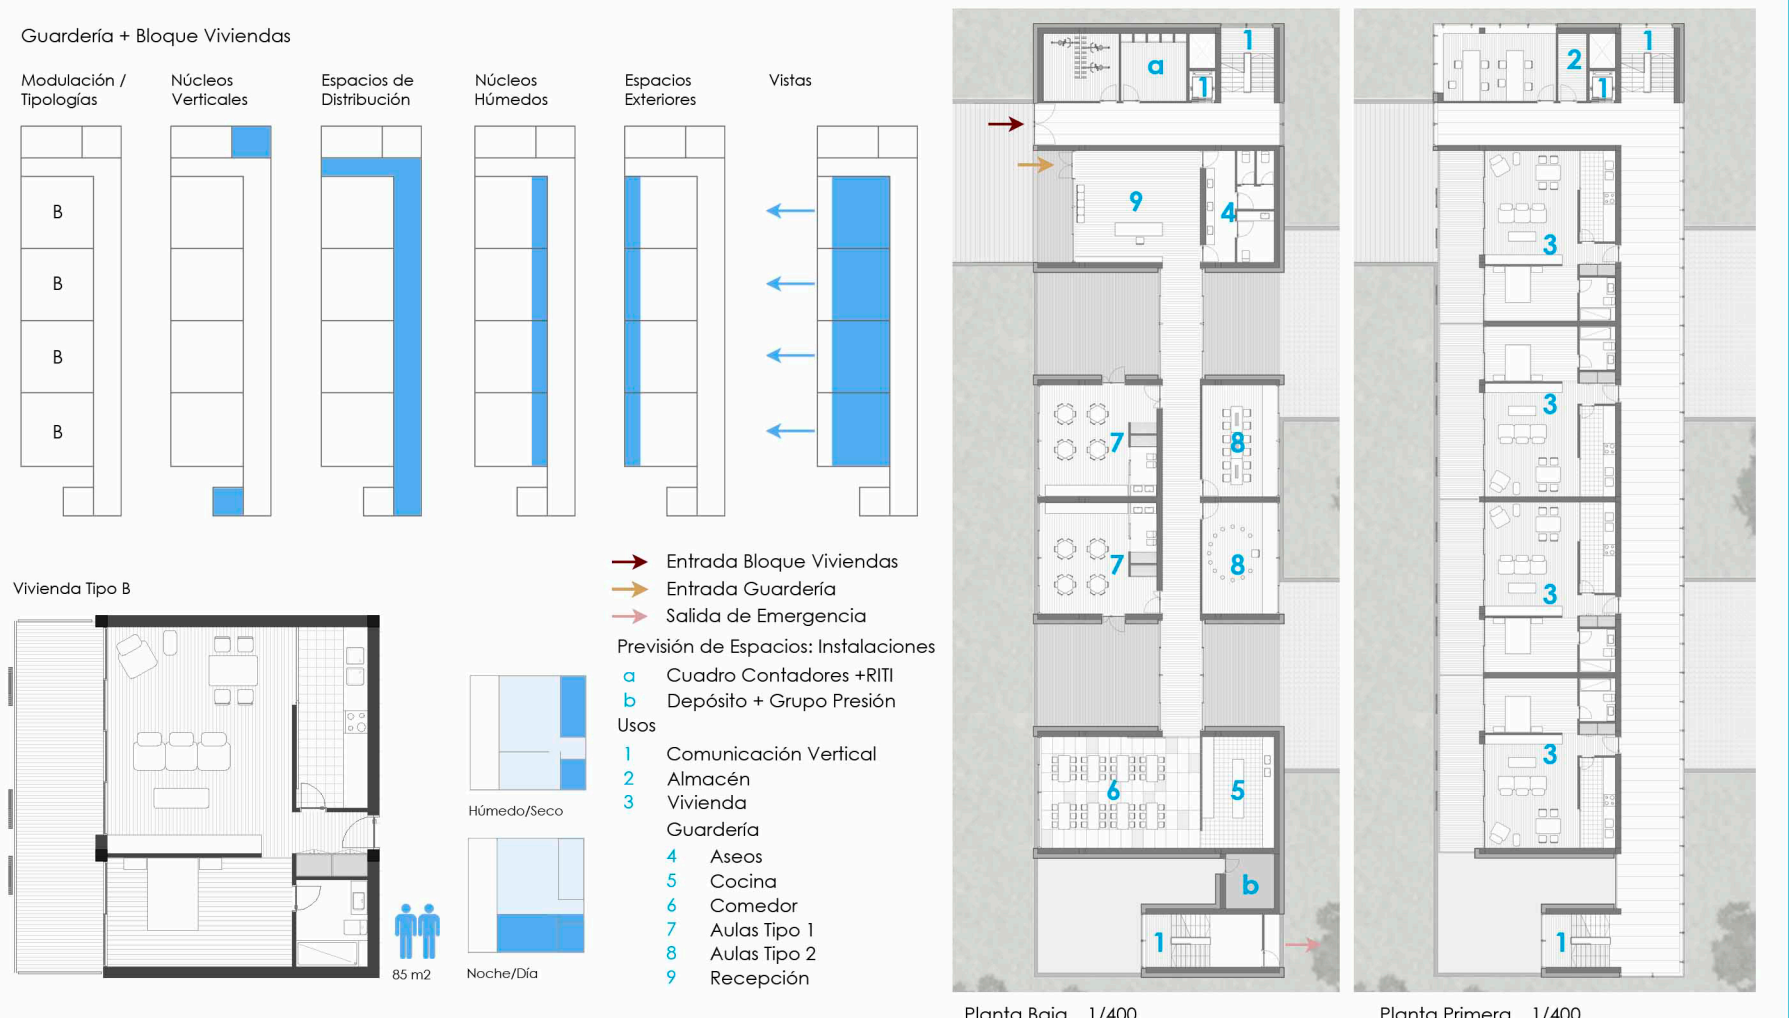 Guardería + Bloque Viviendas
Modulación /
Tipologías
Núcleos
Verticales
Espacios de
Distribución
Núcleos
Húmedos
Espacios
Exteriores
Vistas
B
B
B
B
Vivienda Tipo B
85 m2
Húmedo/Seco
Noche/Día
Entrada Bloque Viviendas
Entrada Guardería
Salida de Emergencia
Previsión de Espacios: Instalaciones
a Cuadro Contadores +RITI
b Depósito + Grupo Presión
Usos
1 Comunicación Vertical
2 Almacén
3 Vivienda
Guardería
4 Aseos
5 Cocina
6 Comedor
7 Aulas Tipo 1
8 Aulas Tipo 2
9 Recepción
1
a
1
9
4
7
8
7
8
6
5
b
1
Planta Baja 1/400
1
2
1
3
3
3
3
1
Planta Primera 1/400